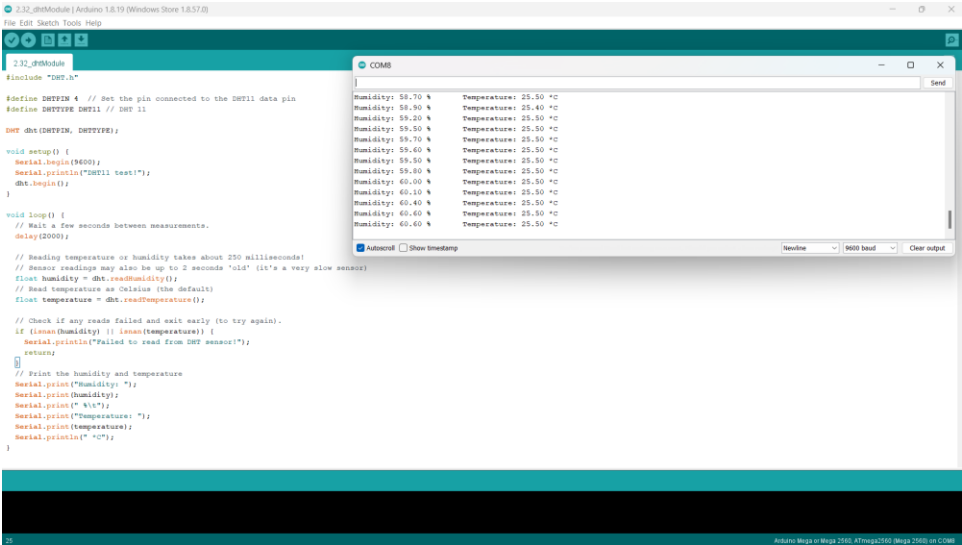 2.32_dhtModule | Arduino 1.8.19 (Windows Store 1.8.57.0)
File Edit Sketch Tools Help
2.32_dhtModule
#include "DHT.h"
#define DHTPIN 4 // Set the pin connected to the DHT11 data pin
#define DHTTYPE DHT11 // DHT 11
DHT dht(DHTPIN, DHTTYPE);
void setup() {
Serial.begin(9600);
Serial.println("DHT11 test!");
dht.begin();
}
void loop() {
// Wait a few seconds between measurements.
delay(2000);
// Reading temperature or humidity takes about 250 milliseconds!
// Sensor readings may also be up to 2 seconds 'old' (it's a very slow sensor)
float humidity = dht.readHumidity();
// Read temperature as Celsius (the default)
float temperature = dht.readTemperature();
// Check if any reads failed and exit early (to try again).
if (isnan(humidity) || isnan(temperature)) {
Serial.println("Failed to read from DHT sensor!");
return;
}
// Print the humidity and temperature
Serial.print("Humidity: ");
Serial.print(humidity);
Serial.print(" %\t");
Serial.print("Temperature: ");
Serial.print(temperature);
Serial.println(" *C");
}
COM8
Send
Humidity: 58.70 % Temperature: 25.50 *C
Humidity: 58.90 % Temperature: 25.40 *C
Humidity: 59.20 % Temperature: 25.50 *C
Humidity: 59.50 % Temperature: 25.50 *C
Humidity: 59.70 % Temperature: 25.50 *C
Humidity: 59.60 % Temperature: 25.50 *C
Humidity: 59.50 % Temperature: 25.50 *C
Humidity: 59.80 % Temperature: 25.50 *C
Humidity: 60.00 % Temperature: 25.50 *C
Humidity: 60.10 % Temperature: 25.50 *C
Humidity: 60.40 % Temperature: 25.50 *C
Humidity: 60.60 % Temperature: 25.50 *C
Humidity: 60.60 % Temperature: 25.50 *C
Autoscroll Show timestamp Newline 9600 baud Clear output
25 Arduino Mega or Mega 2560, ATmega2560 (Mega 2560) on COM8